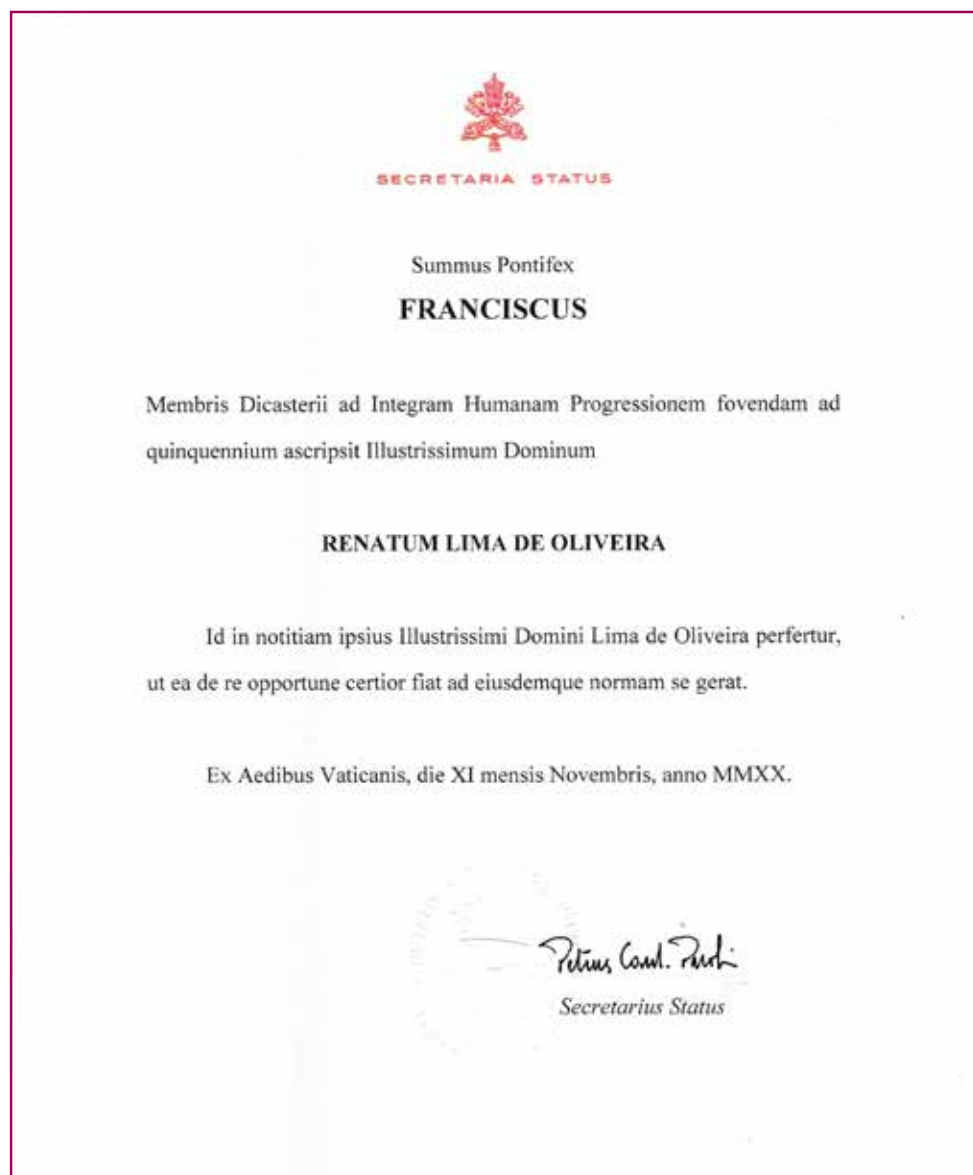 SECRETARIA STATUS
Summus Pontifex
FRANCISCUS
Membris Dicasterii ad Integram Humanam Progressionem fovendam ad
quinquennium ascripsit Illustrissimum Dominum
RENATUM LIMA DE OLIVEIRA
Id in notitiam ipsius Illustrissimi Domini Lima de Oliveira perfertur,
ut ea de re opportune certior fiat ad eiusdemque normam se gerat.
Ex Aedibus Vaticanis, die XI mensis Novembris, anno MMXX.
Petrus Card. Parolin
Secretarius Status